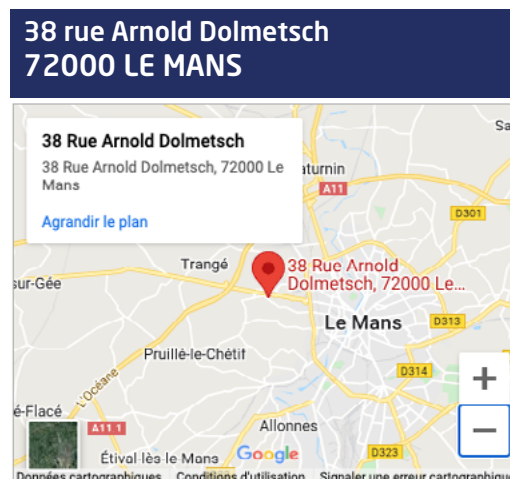 38 rue Arnold Dolmetsch
72000 LE MANS
38 Rue Arnold Dolmetsch
38 Rue Arnold Dolmetsch, 72000 Le
Mans
Agrandir le plan
Sa
aturnin
A11
D301
Trangé
38 Rue Arnold
Dolmetsch, 72000 Le...
sur-Gée
Le Mans
D313
Pruillé-le-Chétif
D314
L'Océane
+
é-Flacé
A11 1
Allonnes
−
Étival lès le Mans
Google
D323
Données cartographiques
Conditions d'utilisation
Signaler une erreur cartographiqu